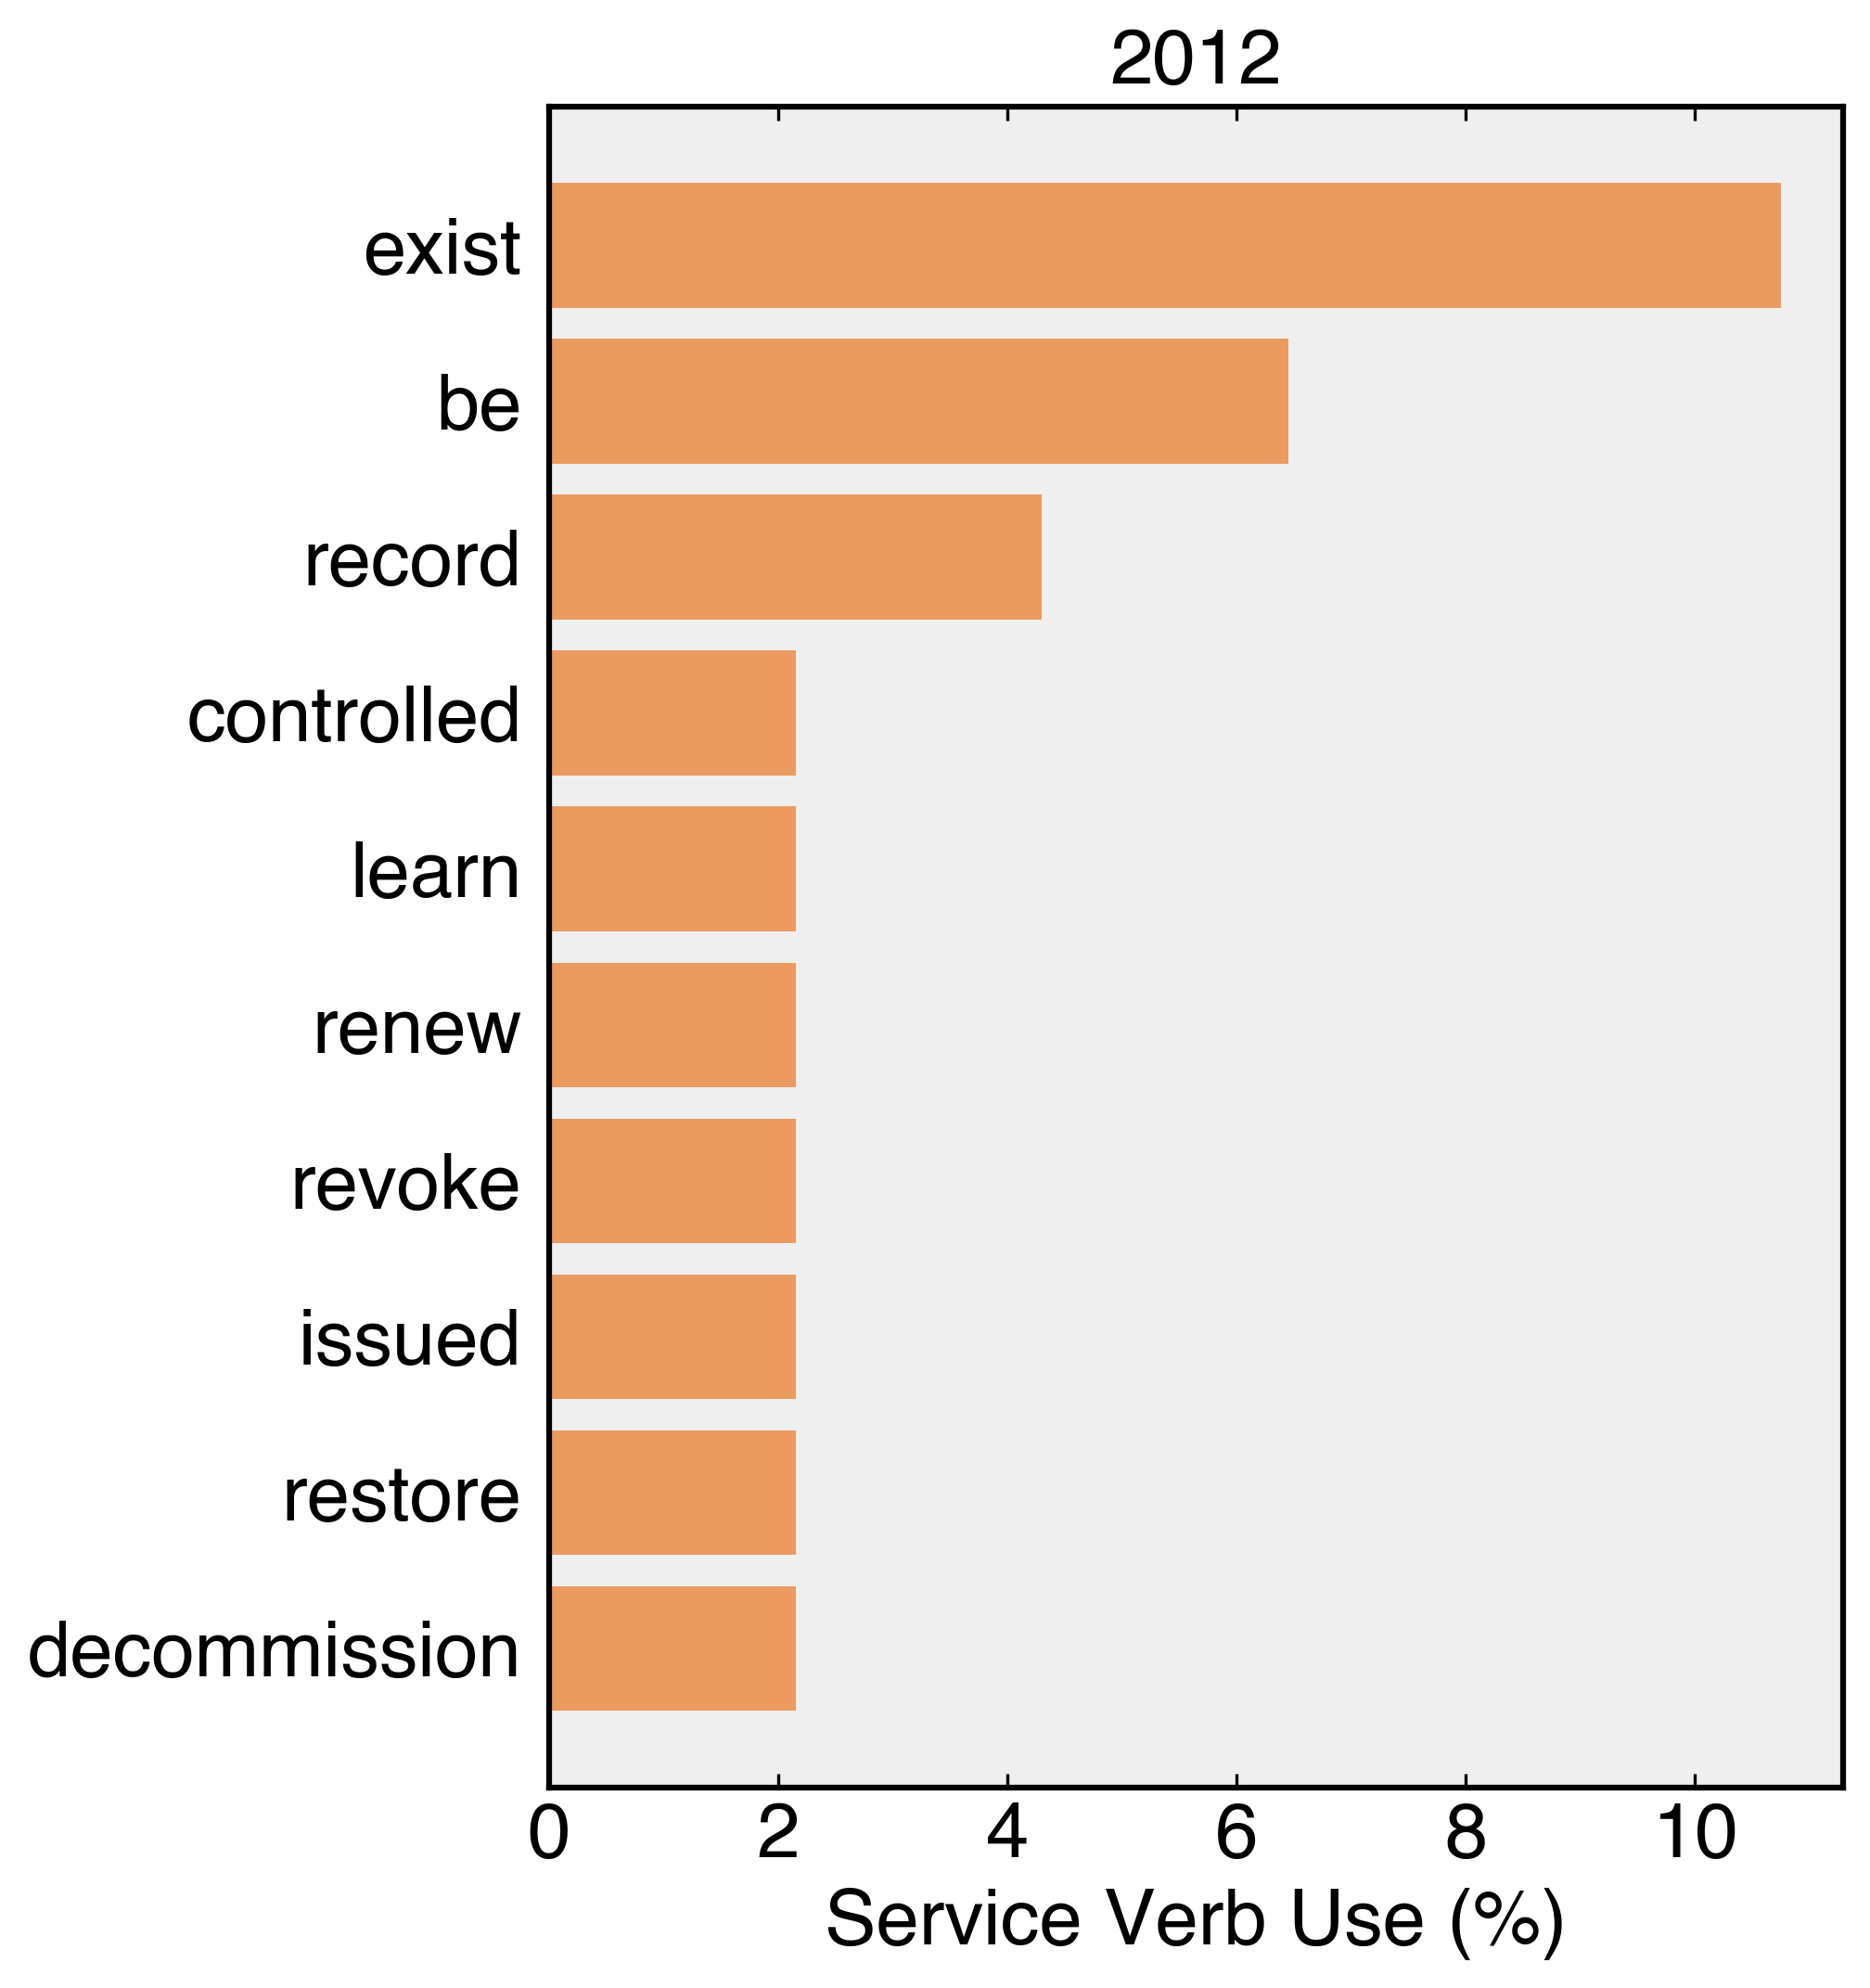 2012
exist
be
record
controlled
learn
renew
revoke
issued
restore
decommission
0 2 4 6 8 10
Service Verb Use (%)